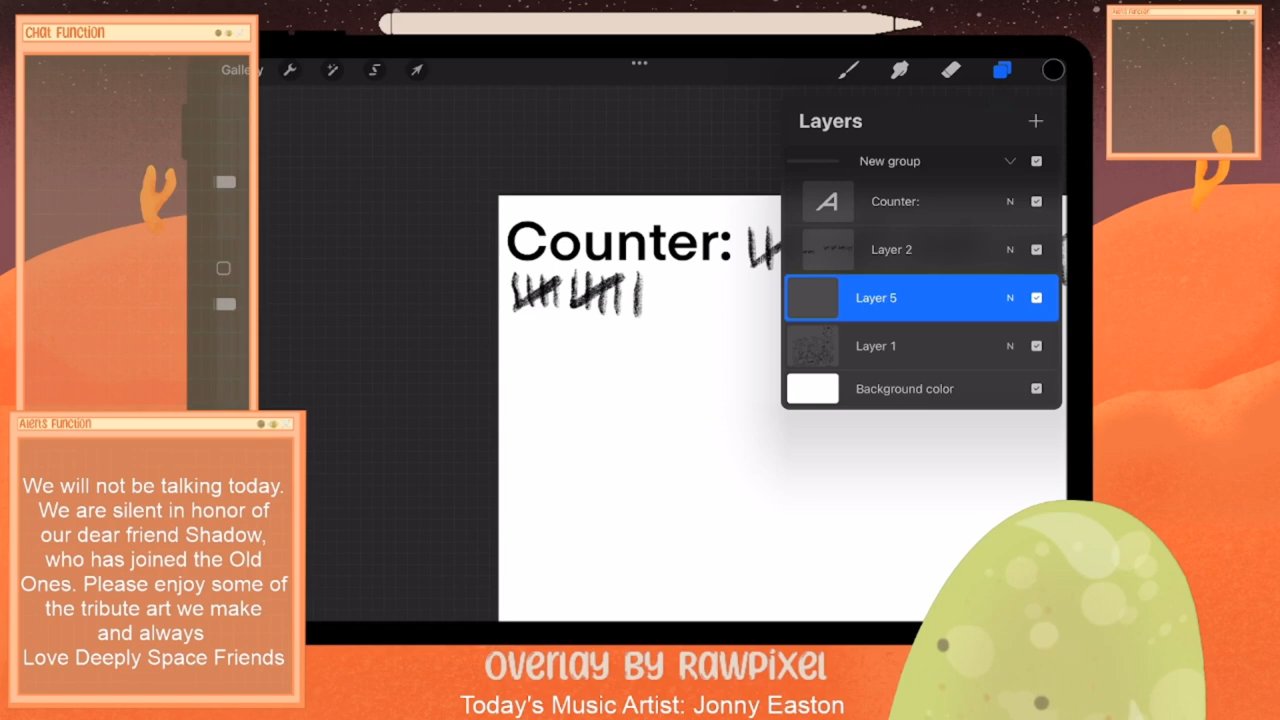 Chat Function
Gallery
Layers
New group
Counter:
N
Layer 2
N
Layer 5
N
Layer 1
N
Background color
Counter:
Alerts Function
We will not be talking today.
We are silent in honor of
our dear friend Shadow,
who has joined the Old
Ones. Please enjoy some of
the tribute art we make
and always
Love Deeply Space Friends
Overlay by Rawpixel
Today's Music Artist: Jonny Easton